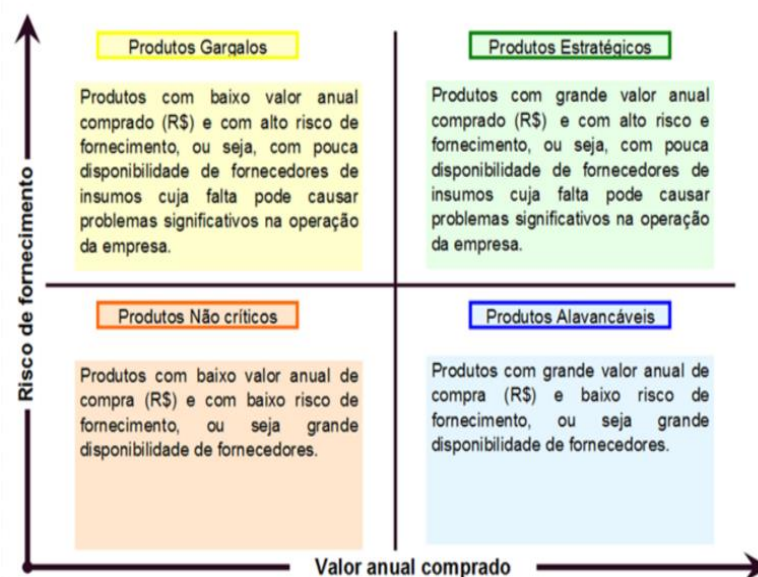 Produtos Gargalos
Produtos com baixo valor anual
comprado (R$) e com alto risco de
fornecimento, ou seja, com pouca
disponibilidade de fornecedores de
insumos cuja falta pode causar
problemas significativos na operação
da empresa.
Produtos Estratégicos
Produtos com grande valor anual
comprado (R$) e com alto risco e
fornecimento, ou seja, com pouca
disponibilidade de fornecedores de
insumos cuja falta pode causar
problemas significativos na operação
da empresa.
Risco de fornecimento
Produtos Não críticos
Produtos com baixo valor anual de
compra (R$) e com baixo risco de
fornecimento, ou seja grande
disponibilidade de fornecedores.
Produtos Alavancáveis
Produtos com grande valor anual de
compra (R$) e baixo risco de
fornecimento, ou seja, grande
disponibilidade de fornecedores.
Valor anual comprado